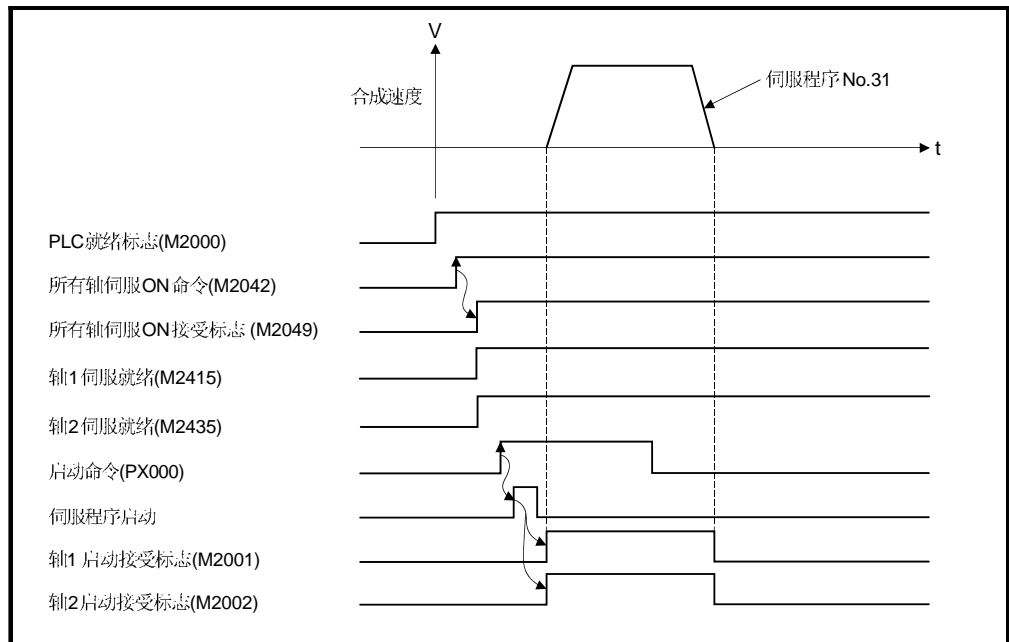 V
合成速度
伺服程序No.31
t
PLC就绪标志(M2000)
所有轴伺服ON命令(M2042)
所有轴伺服ON接受标志 (M2049)
轴1伺服就绪(M2415)
轴2伺服就绪(M2435)
启动命令(PX000)
伺服程序启动
轴1 启动接受标志(M2001)
轴2启动接受标志(M2002)